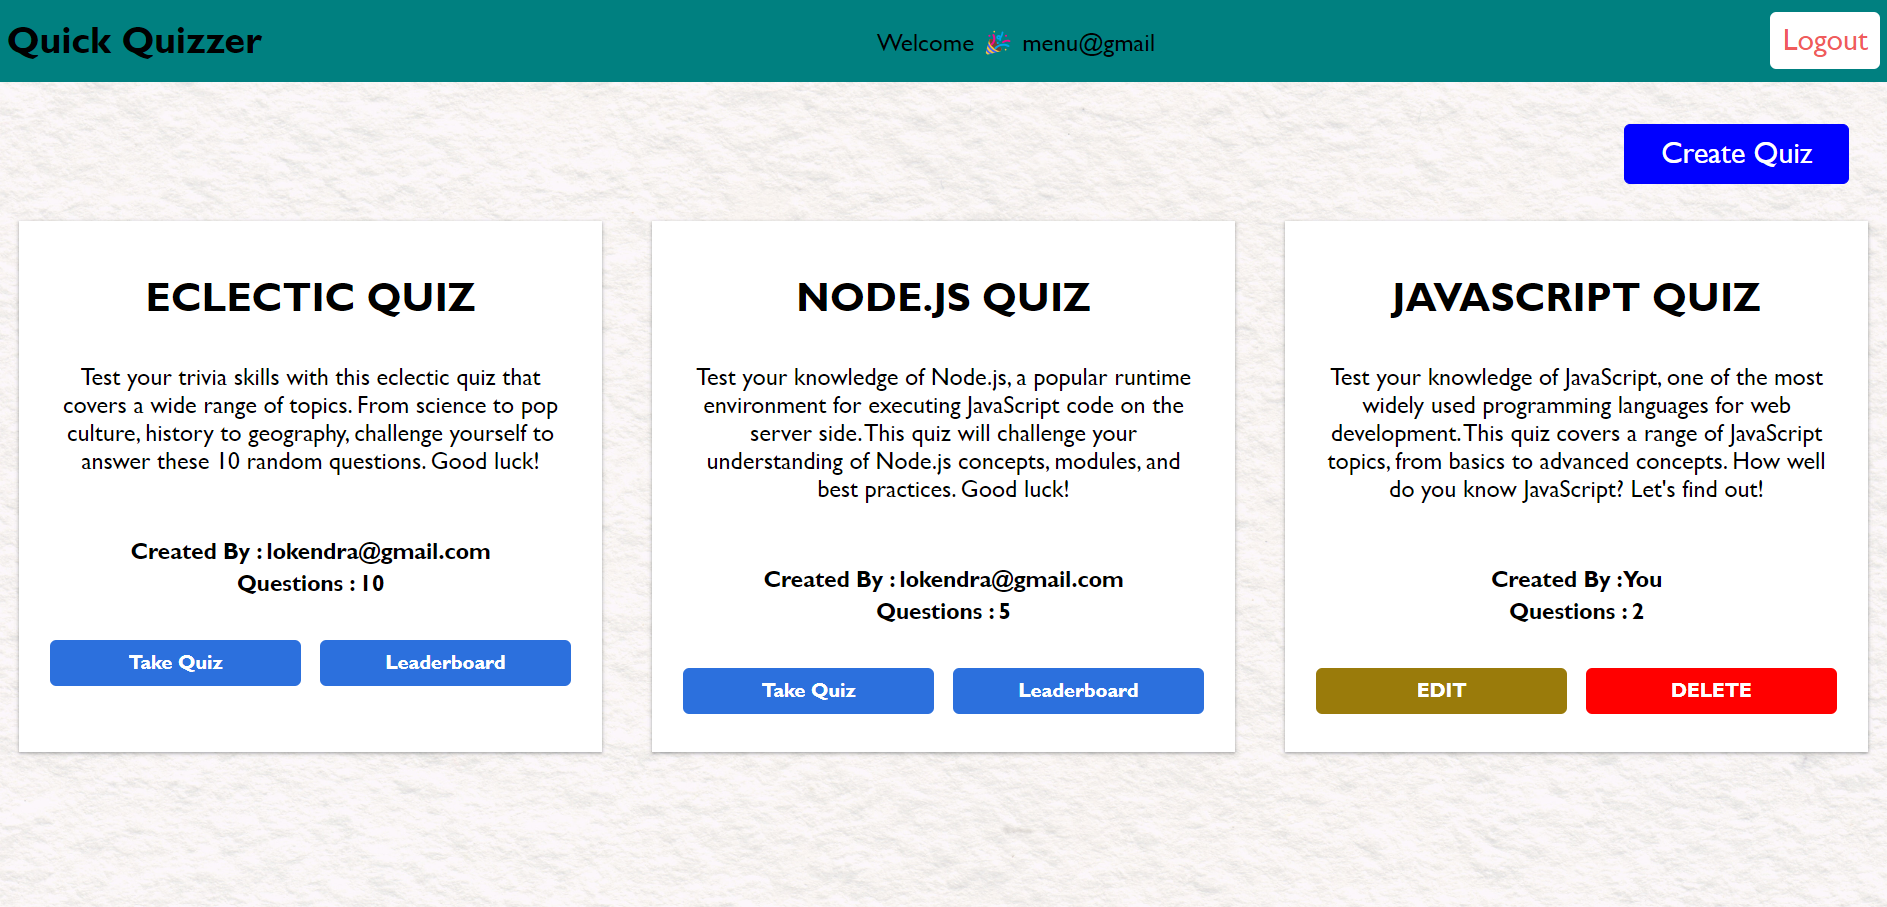 Quick Quizzer
Welcome 🎉 menu@gmail
Logout
Create Quiz
ECLECTIC QUIZ
Test your trivia skills with this eclectic quiz that
covers a wide range of topics. From science to pop
culture, history to geography, challenge yourself to
answer these 10 random questions. Good luck!
Created By : lokendra@gmail.com
Questions : 10
Take Quiz
Leaderboard
NODE.JS QUIZ
Test your knowledge of Node.js, a popular runtime
environment for executing JavaScript code on the
server side. This quiz will challenge your
understanding of Node.js concepts, modules, and
best practices. Good luck!
Created By : lokendra@gmail.com
Questions : 5
Take Quiz
Leaderboard
JAVASCRIPT QUIZ
Test your knowledge of JavaScript, one of the most
widely used programming languages for web
development. This quiz covers a range of JavaScript
topics, from basics to advanced concepts. How well
do you know JavaScript? Let's find out!
Created By : You
Questions : 2
EDIT
DELETE